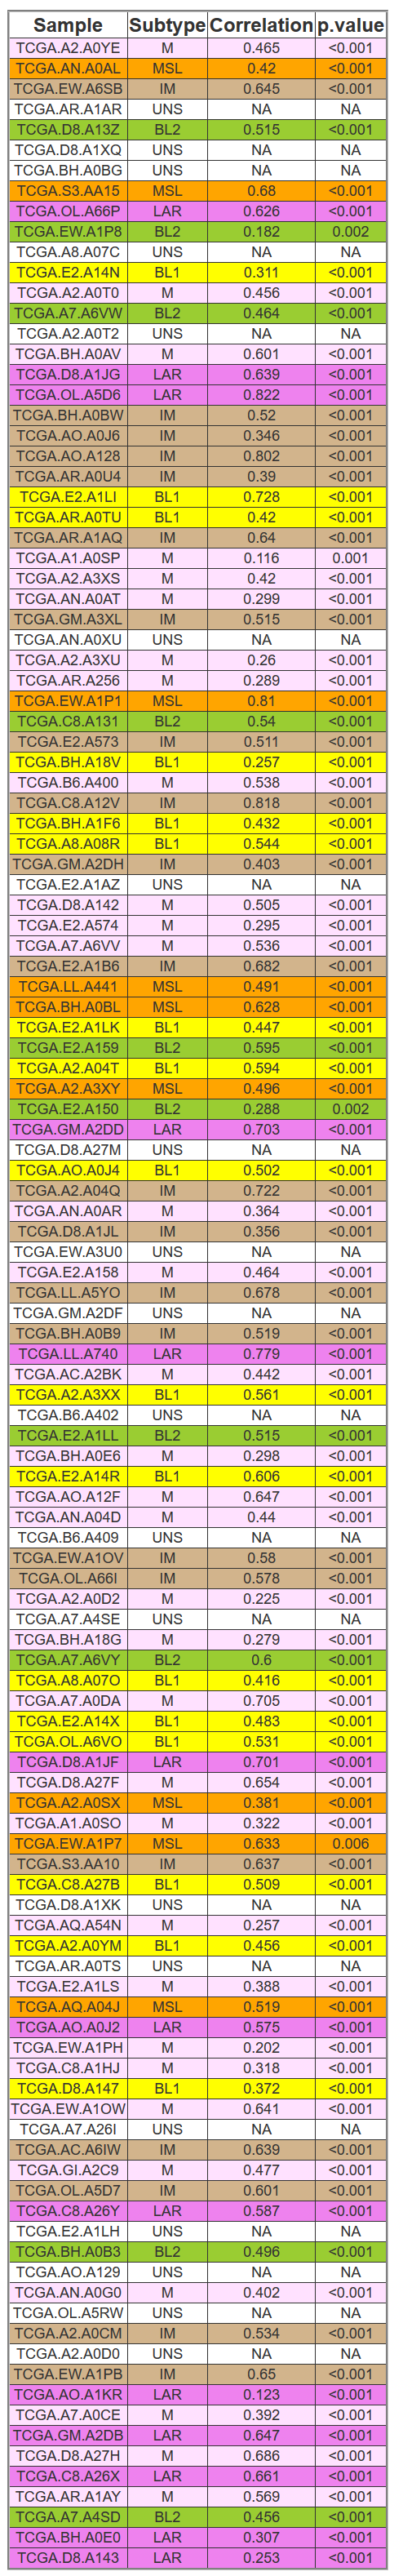 Sample Subtype Correlation p.value
TCGA.A2.A0YE M 0.465 <0.001
TCGA.AN.A0AL MSL 0.42 <0.001
TCGA.EW.A6SB IM 0.645 <0.001
TCGA.AR.A1AR UNS NA NA
TCGA.D8.A13Z BL2 0.515 <0.001
TCGA.D8.A1XQ UNS NA NA
TCGA.BH.A0BG UNS NA NA
TCGA.S3.AA15 MSL 0.68 <0.001
TCGA.OL.A66P LAR 0.626 <0.001
TCGA.EW.A1P8 BL2 0.182 0.002
TCGA.A8.A07C UNS NA NA
TCGA.E2.A14N BL1 0.311 <0.001
TCGA.A2.A0T0 M 0.456 <0.001
TCGA.A7.A6VW BL2 0.464 <0.001
TCGA.A2.A0T2 UNS NA NA
TCGA.BH.A0AV M 0.601 <0.001
TCGA.D8.A1JG LAR 0.639 <0.001
TCGA.OL.A5D6 LAR 0.822 <0.001
TCGA.BH.A0BW IM 0.52 <0.001
TCGA.AO.A0J6 IM 0.346 <0.001
TCGA.AO.A128 IM 0.802 <0.001
TCGA.AR.A0U4 IM 0.39 <0.001
TCGA.E2.A1LI BL1 0.728 <0.001
TCGA.AR.A0TU BL1 0.42 <0.001
TCGA.AR.A1AQ IM 0.64 <0.001
TCGA.A1.A0SP M 0.116 0.001
TCGA.A2.A3XS M 0.42 <0.001
TCGA.AN.A0AT M 0.299 <0.001
TCGA.GM.A3XL IM 0.515 <0.001
TCGA.AN.A0XU UNS NA NA
TCGA.A2.A3XU M 0.26 <0.001
TCGA.AR.A256 M 0.289 <0.001
TCGA.EW.A1P1 MSL 0.81 <0.001
TCGA.C8.A131 BL2 0.54 <0.001
TCGA.E2.A573 IM 0.511 <0.001
TCGA.BH.A18V BL1 0.257 <0.001
TCGA.B6.A400 M 0.538 <0.001
TCGA.C8.A12V IM 0.818 <0.001
TCGA.BH.A1F6 BL1 0.432 <0.001
TCGA.A8.A08R BL1 0.544 <0.001
TCGA.GM.A2DH IM 0.403 <0.001
TCGA.E2.A1AZ UNS NA NA
TCGA.D8.A142 M 0.505 <0.001
TCGA.E2.A574 M 0.295 <0.001
TCGA.A7.A6VV M 0.536 <0.001
TCGA.E2.A1B6 IM 0.682 <0.001
TCGA.LL.A441 MSL 0.491 <0.001
TCGA.BH.A0BL MSL 0.628 <0.001
TCGA.E2.A1LK BL1 0.447 <0.001
TCGA.E2.A159 BL2 0.595 <0.001
TCGA.A2.A04T BL1 0.594 <0.001
TCGA.A2.A3XY MSL 0.496 <0.001
TCGA.E2.A150 BL2 0.288 0.002
TCGA.GM.A2DD LAR 0.703 <0.001
TCGA.D8.A27M UNS NA NA
TCGA.AO.A0J4 BL1 0.502 <0.001
TCGA.A2.A04Q IM 0.722 <0.001
TCGA.AN.A0AR M 0.364 <0.001
TCGA.D8.A1JL IM 0.356 <0.001
TCGA.EW.A3U0 UNS NA NA
TCGA.E2.A158 M 0.464 <0.001
TCGA.LL.A5YO IM 0.678 <0.001
TCGA.GM.A2DF UNS NA NA
TCGA.BH.A0B9 IM 0.519 <0.001
TCGA.LL.A740 LAR 0.779 <0.001
TCGA.AC.A2BK M 0.442 <0.001
TCGA.A2.A3XX BL1 0.561 <0.001
TCGA.B6.A402 UNS NA NA
TCGA.E2.A1LL BL2 0.515 <0.001
TCGA.BH.A0E6 M 0.298 <0.001
TCGA.E2.A14R BL1 0.606 <0.001
TCGA.AO.A12F M 0.647 <0.001
TCGA.AN.A04D M 0.44 <0.001
TCGA.B6.A409 UNS NA NA
TCGA.EW.A1OV IM 0.58 <0.001
TCGA.OL.A66I IM 0.578 <0.001
TCGA.A2.A0D2 M 0.225 <0.001
TCGA.A7.A4SE UNS NA NA
TCGA.BH.A18G M 0.279 <0.001
TCGA.A7.A6VY BL2 0.6 <0.001
TCGA.A8.A07O BL1 0.416 <0.001
TCGA.A7.A0DA M 0.705 <0.001
TCGA.E2.A14X BL1 0.483 <0.001
TCGA.OL.A6VO BL1 0.531 <0.001
TCGA.D8.A1JF LAR 0.701 <0.001
TCGA.D8.A27F M 0.654 <0.001
TCGA.A2.A0SX MSL 0.381 <0.001
TCGA.A1.A0SO M 0.322 <0.001
TCGA.EW.A1P7 MSL 0.633 0.006
TCGA.S3.AA10 IM 0.637 <0.001
TCGA.C8.A27B BL1 0.509 <0.001
TCGA.D8.A1XK UNS NA NA
TCGA.AQ.A54N M 0.257 <0.001
TCGA.A2.A0YM BL1 0.456 <0.001
TCGA.AR.A0TS UNS NA NA
TCGA.E2.A1LS M 0.388 <0.001
TCGA.AQ.A04J MSL 0.519 <0.001
TCGA.AO.A0J2 LAR 0.575 <0.001
TCGA.EW.A1PH M 0.202 <0.001
TCGA.C8.A1HJ M 0.318 <0.001
TCGA.D8.A147 BL1 0.372 <0.001
TCGA.EW.A1OW M 0.641 <0.001
TCGA.A7.A26I UNS NA NA
TCGA.AC.A6IW IM 0.639 <0.001
TCGA.GI.A2C9 M 0.477 <0.001
TCGA.OL.A5D7 IM 0.601 <0.001
TCGA.C8.A26Y LAR 0.587 <0.001
TCGA.E2.A1LH UNS NA NA
TCGA.BH.A0B3 BL2 0.496 <0.001
TCGA.AO.A129 UNS NA NA
TCGA.AN.A0G0 M 0.402 <0.001
TCGA.OL.A5RW UNS NA NA
TCGA.A2.A0CM IM 0.534 <0.001
TCGA.A2.A0D0 UNS NA NA
TCGA.EW.A1PB IM 0.65 <0.001
TCGA.AO.A1KR LAR 0.123 <0.001
TCGA.A7.A0CE M 0.392 <0.001
TCGA.GM.A2DB LAR 0.647 <0.001
TCGA.D8.A27H M 0.686 <0.001
TCGA.C8.A26X LAR 0.661 <0.001
TCGA.AR.A1AY M 0.569 <0.001
TCGA.A7.A4SD BL2 0.456 <0.001
TCGA.BH.A0E0 LAR 0.307 <0.001
TCGA.D8.A143 LAR 0.253 <0.001